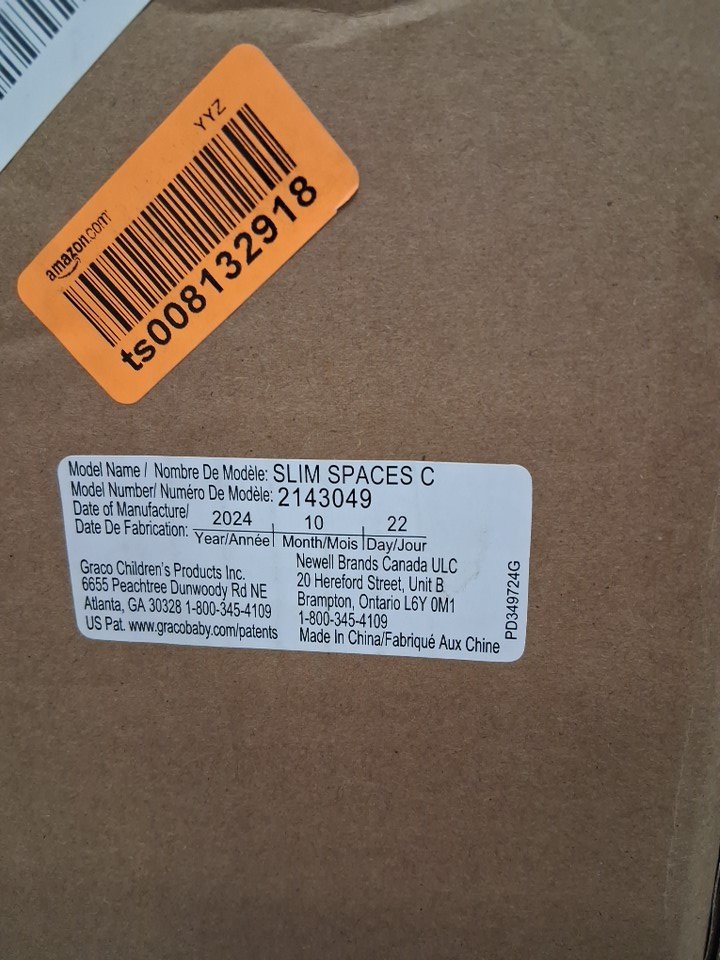 YYZ
amazon.com
ts008132918
Model Name / Nombre De Modèle: SLIM SPACES C
Model Number/ Numéro De Modèle: 2143049
Date of Manufacture/
De Date De Fabrication: 2024 10 22
Year/Année Month/Mois Day/Jour
Graco Children's Products Inc.
6655 Peachtree Dunwoody Rd NE
Atlanta, GA 30328 1-800-345-4109
US Pat. www.gracobaby.com/patents
Newell Brands Canada ULC
20 Hereford Street, Unit B
Brampton, Ontario L6Y 0M1
1-800-345-4109
Made In China/Fabriqué Aux Chine
PD349724G